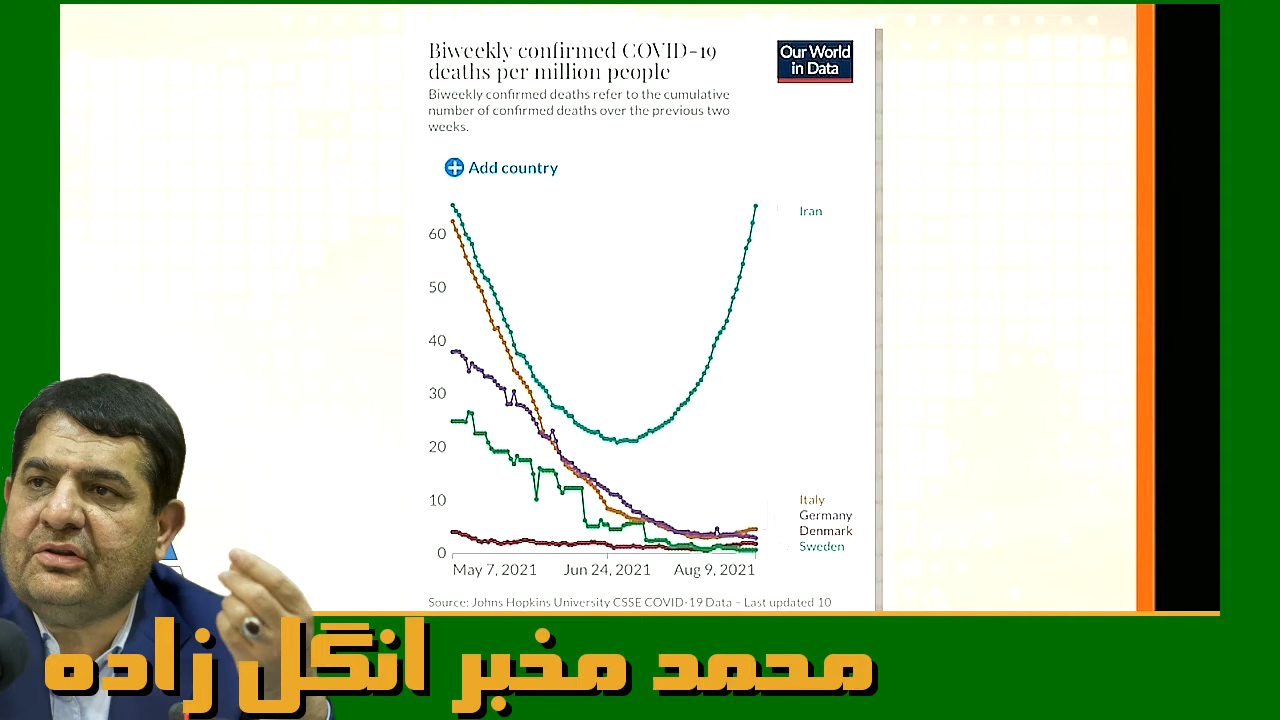 Biweekly confirmed COVID-19
deaths per million people
Our World
in Data
Biweekly confirmed deaths refer to the cumulative
number of confirmed deaths over the previous two
weeks.
Add country
60
50
40
30
20
10
0
Iran
Italy
Germany
Denmark
Sweden
May 7, 2021 Jun 24, 2021 Aug 9, 2021
Source: Johns Hopkins University CSSE COVID-19 Data – Last updated 10
محمد مخبر انگل زاده